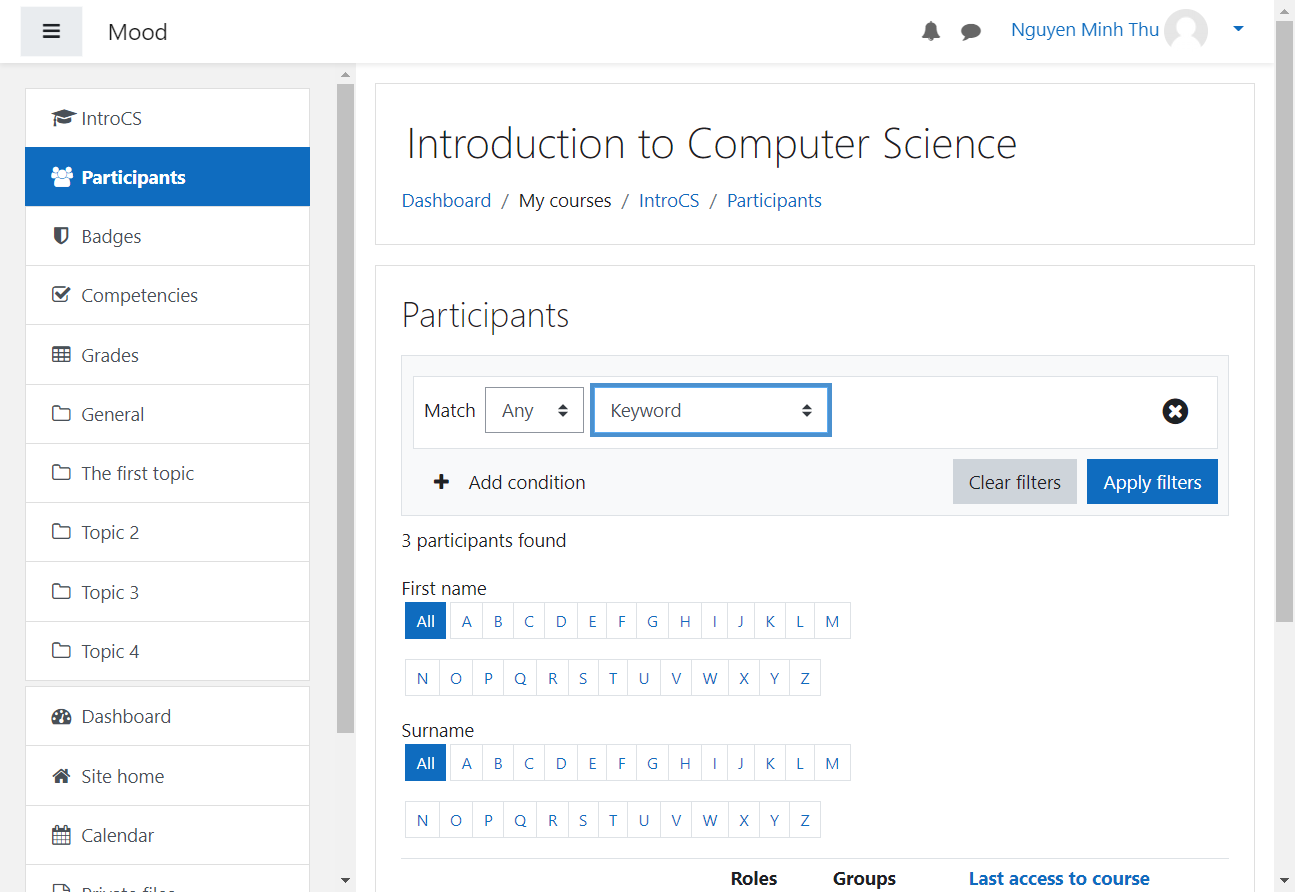 Mood
Nguyen Minh Thu
IntroCS
Participants
Badges
Competencies
Grades
General
The first topic
Topic 2
Topic 3
Topic 4
Dashboard
Site home
Calendar
Private files
Introduction to Computer Science
Dashboard / My courses / IntroCS / Participants
Participants
Match Any Keyword
Add condition Clear filters Apply filters
3 participants found
First name
All A B C D E F G H I J K L M
N O P Q R S T U V W X Y Z
Surname
All A B C D E F G H I J K L M
N O P Q R S T U V W X Y Z
Roles Groups Last access to course